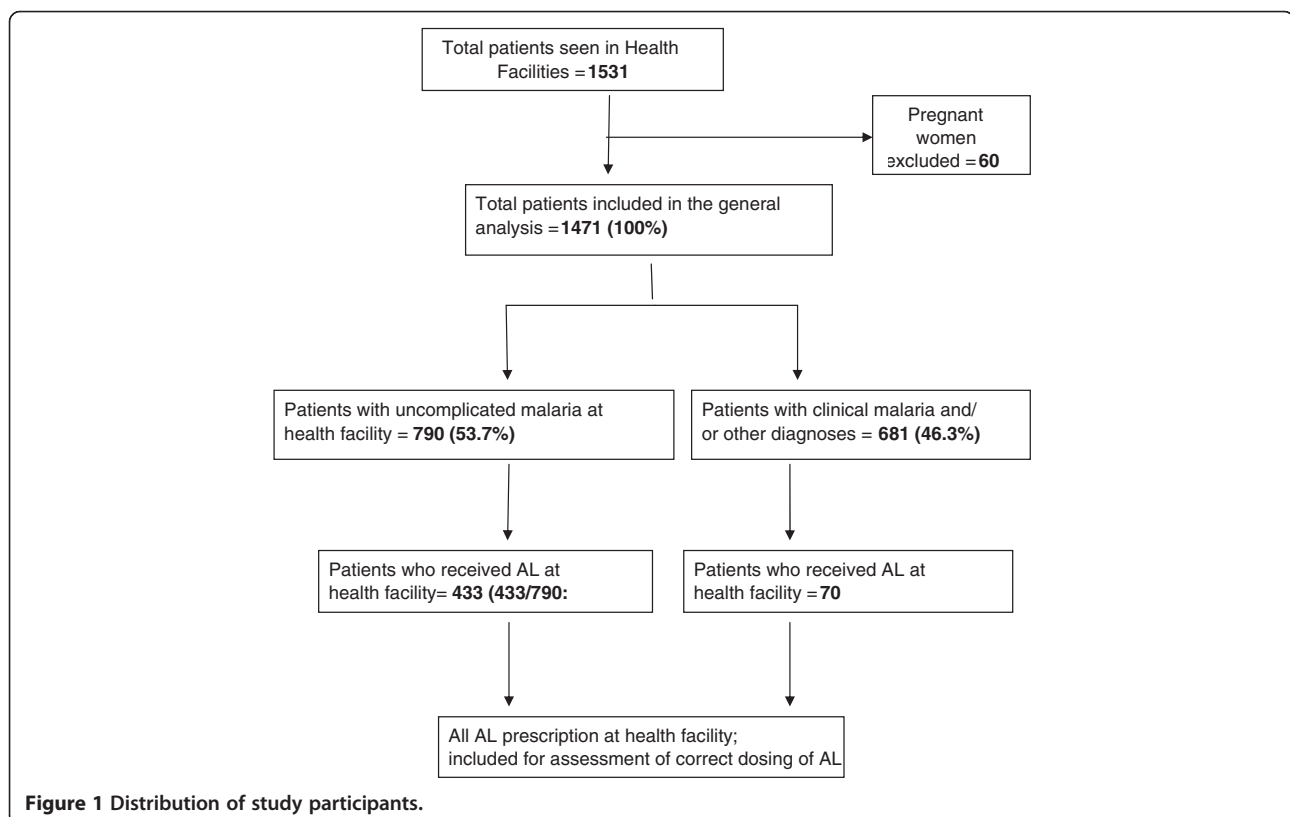 Total patients seen in Health
Facilities = 1531
Pregnant
women
excluded = 60
Total patients included in the general
analysis = 1471 (100%)
Patients with uncomplicated malaria at
health facility = 790 (53.7%)
Patients with clinical malaria and/
or other diagnoses = 681 (46.3%)
Patients who received AL at
health facility= 433 (433/790:
Patients who received AL at
health facility = 70
All AL prescription at health facility;
included for assessment of correct dosing of AL
Figure 1 Distribution of study participants.